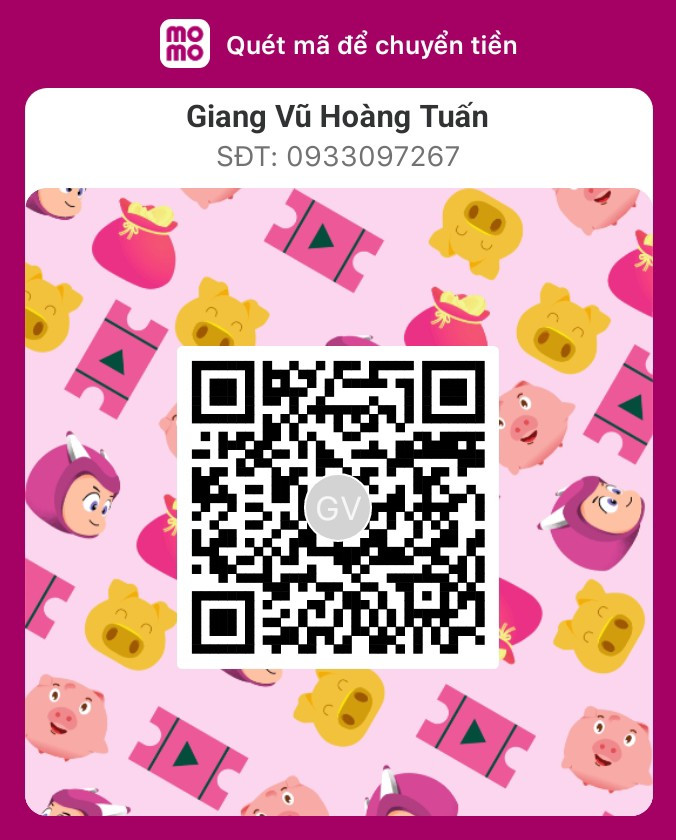 mo
mo
Quét mã để chuyển tiền
Giang Vũ Hoàng Tuấn
SĐT: 0933097267
GV